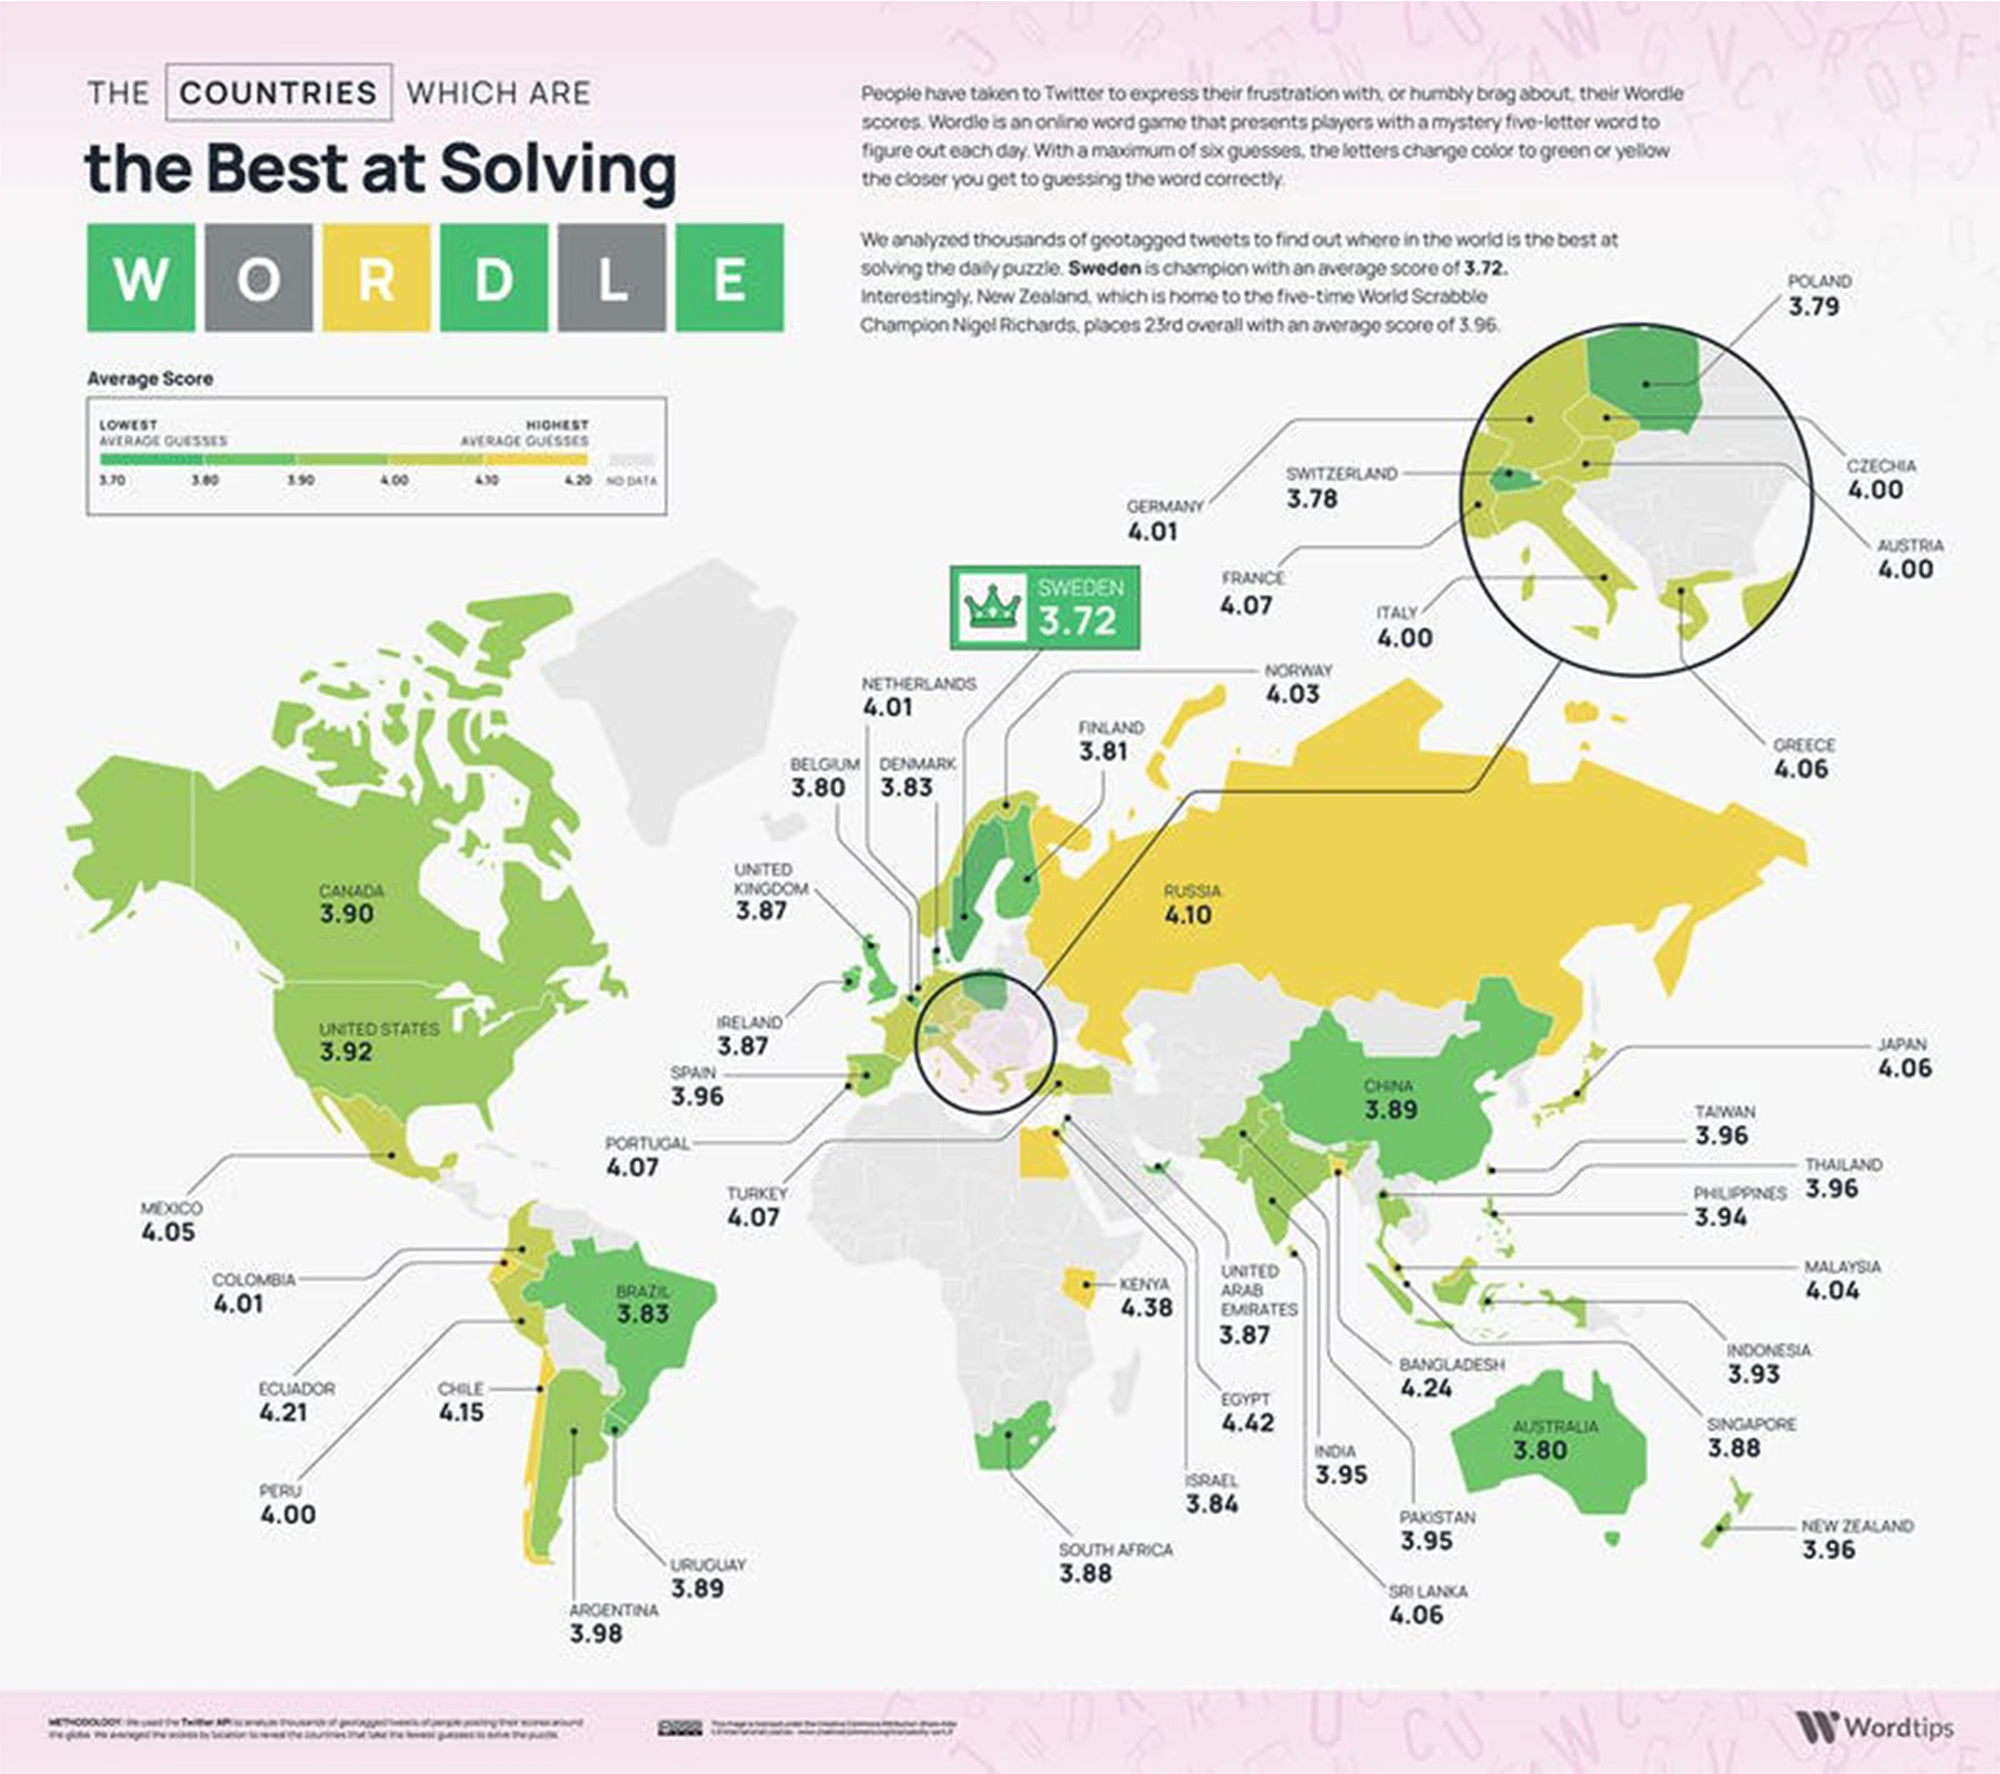 THE COUNTRIES WHICH ARE
the Best at Solving
WORDLE
People have taken to Twitter to express their frustration with, or humbly brag about, their Wordle
scores. Wordle is an online word game that presents players with a mystery five-letter word to
figure out each day. With a maximum of six guesses, the letters change color to green or yellow
the closer you get to guessing the word correctly.
We analyzed thousands of geotagged tweets to find out where in the world is the best at
solving the daily puzzle. Sweden is champion with an average score of 3.72.
Interestingly, New Zealand, which is home to the five-time World Scrabble
Champion Nigel Richards, places 23rd overall with an average score of 3.96.
Average Score
LOWEST
AVERAGE GUESSES
HIGHEST
AVERAGE GUESSES
3.70 3.80 3.90 4.00 4.10 4.20 NO DATA
POLAND
3.79
CZECHIA
4.00
AUSTRIA
4.00
SWITZERLAND
3.78
GERMANY
4.01
FRANCE
4.07
ITALY
4.00
GREECE
4.06
SWEDEN
3.72
NORWAY
4.03
NETHERLANDS
4.01
FINLAND
3.81
BELGIUM
3.80
DENMARK
3.83
UNITED
KINGDOM
3.87
IRELAND
3.87
SPAIN
3.96
PORTUGAL
4.07
TURKEY
4.07
CANADA
3.90
UNITED STATES
3.92
MEXICO
4.05
COLOMBIA
4.01
ECUADOR
4.21
PERU
4.00
CHILE
4.15
BRAZIL
3.83
URUGUAY
3.89
ARGENTINA
3.98
RUSSIA
4.10
CHINA
3.89
JAPAN
4.06
TAIWAN
3.96
THAILAND
3.96
PHILIPPINES
3.94
MALAYSIA
4.04
INDONESIA
3.93
SINGAPORE
3.88
AUSTRALIA
3.80
NEW ZEALAND
3.96
KENYA
4.38
UNITED
ARAB
EMIRATES
3.87
BANGLADESH
4.24
EGYPT
4.42
INDIA
3.95
ISRAEL
3.84
PAKISTAN
3.95
SOUTH AFRICA
3.88
SRI LANKA
4.06
METHODOLOGY: We used the Twitter API to analyze thousands of geotagged tweets of people posting their scores around
the globe. We averaged the scores by location to reveal the countries that take the fewest guesses to solve the puzzle.
Wordtips